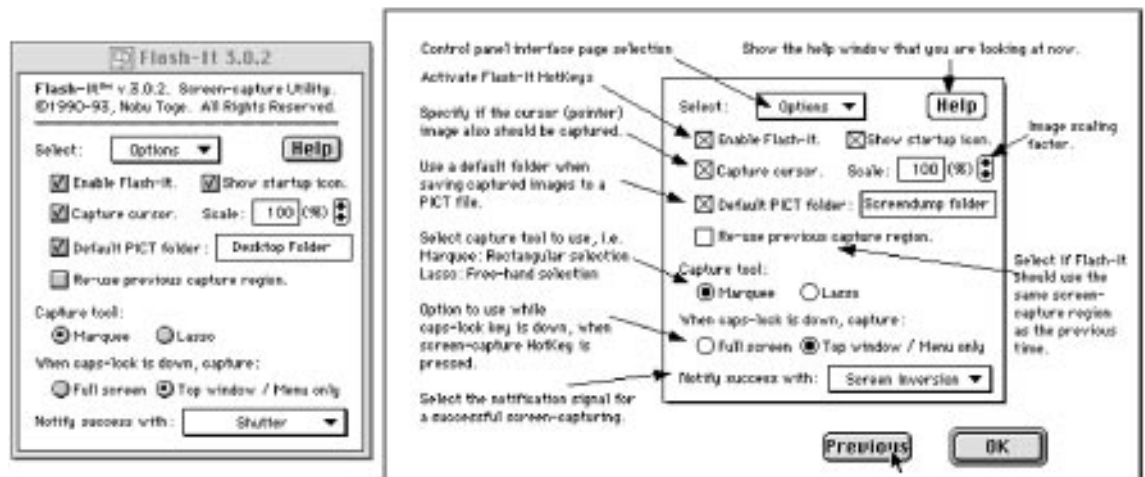 Flash-It 3.0.2
Flash-It™ v.3.0.2. Screen-capture Utility.
©1990-93, Nobu Toge. All Rights Reserved.
Select: Options Help
Enable Flash-It. Show startup icon.
Capture cursor. Scale: 100 (%)
Default PICT folder: Desktop Folder
Re-use previous capture region.
Capture tool:
Marquee Lasso
When caps-lock is down, capture:
Full screen Top window / Menu only
Notify success with: Shutter
Control panel interface page selection
Show the help window that you are looking at now.
Activate Flash-It HotKeys
Specify if the cursor (pointer)
image also should be captured.
Use a default folder when
saving captured images to a
PICT file.
Select capture tool to use, i.e.
Marquee: Rectangular selection
Lasso: Free-hand selection
Option to use while
caps-lock key is down, when
screen-capture HotKey is
pressed.
Select the notification signal for
a successful screen-capturing.
Select: Options Help
Enable Flash-It. Show startup icon.
Capture cursor. Scale: 100 (%)
Default PICT folder: Screendump folder
Re-use previous capture region.
Capture tool:
Marquee Lasso
When caps-lock is down, capture:
Full screen Top window / Menu only
Notify success with: Screen Inversion
Image scaling
factor.
Select if Flash-It
should use the
same screen-
capture region
as the previous
time.
Previous OK